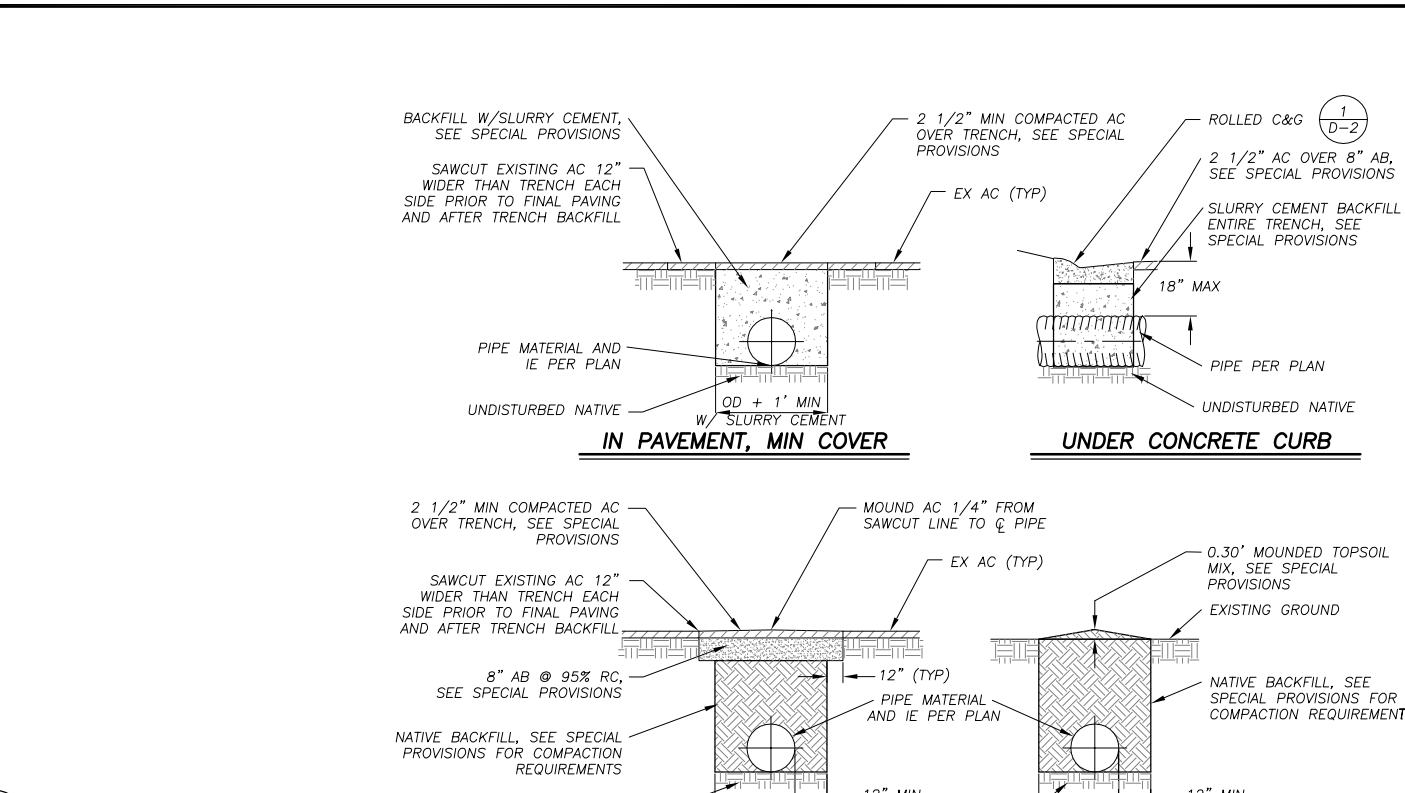 BACKFILL W/SLURRY CEMENT,
SEE SPECIAL PROVISIONS
SAWCUT EXISTING AC 12"
WIDER THAN TRENCH EACH
SIDE PRIOR TO FINAL PAVING
AND AFTER TRENCH BACKFILL
2 1/2" MIN COMPACTED AC
OVER TRENCH, SEE SPECIAL
PROVISIONS
EX AC (TYP)
PIPE MATERIAL AND
IE PER PLAN
UNDISTURBED NATIVE
OD + 1' MIN
W/ SLURRY CEMENT
IN PAVEMENT, MIN COVER
ROLLED C&G
1
D-2
2 1/2" AC OVER 8" AB,
SEE SPECIAL PROVISIONS
SLURRY CEMENT BACKFILL
ENTIRE TRENCH, SEE
SPECIAL PROVISIONS
18" MAX
PIPE PER PLAN
UNDISTURBED NATIVE
UNDER CONCRETE CURB
2 1/2" MIN COMPACTED AC
OVER TRENCH, SEE SPECIAL
PROVISIONS
SAWCUT EXISTING AC 12"
WIDER THAN TRENCH EACH
SIDE PRIOR TO FINAL PAVING
AND AFTER TRENCH BACKFILL
8" AB @ 95% RC,
SEE SPECIAL PROVISIONS
NATIVE BACKFILL, SEE SPECIAL
PROVISIONS FOR COMPACTION
REQUIREMENTS
MOUND AC 1/4" FROM
SAWCUT LINE TO ℄ PIPE
EX AC (TYP)
12" (TYP)
PIPE MATERIAL
AND IE PER PLAN
12" MIN
0.30' MOUNDED TOPSOIL
MIX, SEE SPECIAL
PROVISIONS
EXISTING GROUND
NATIVE BACKFILL, SEE
SPECIAL PROVISIONS FOR
COMPACTION REQUIREMENT
12" MIN